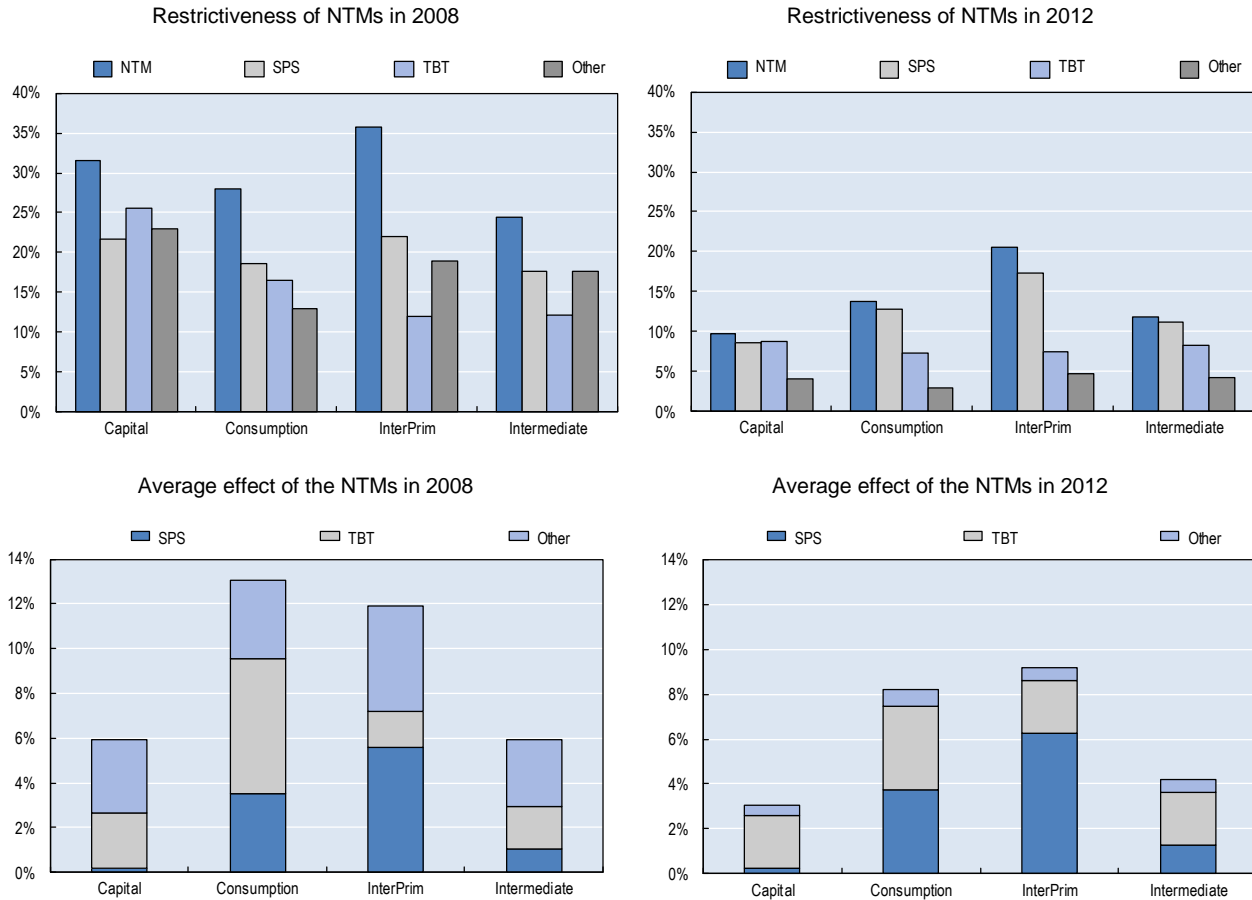 Restrictiveness of NTMs in 2008
NTM SPS TBT Other
40%
35%
30%
25%
20%
15%
10%
5%
0%
Capital Consumption InterPrim Intermediate
Restrictiveness of NTMs in 2012
NTM SPS TBT Other
40%
35%
30%
25%
20%
15%
10%
5%
0%
Capital Consumption InterPrim Intermediate
Average effect of the NTMs in 2008
SPS TBT Other
14%
12%
10%
8%
6%
4%
2%
0%
Capital Consumption InterPrim Intermediate
Average effect of the NTMs in 2012
SPS TBT Other
14%
12%
10%
8%
6%
4%
2%
0%
Capital Consumption InterPrim Intermediate